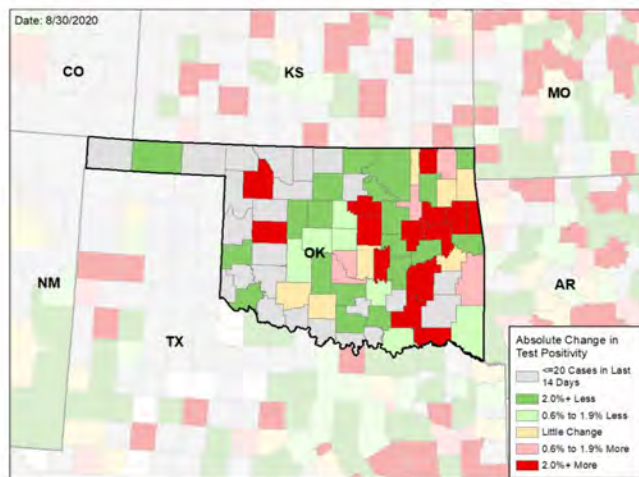 Date: 8/30/2020
CO
KS
MO
OK
NM
TX
AR
Absolute Change in
Test Positivity
<=20 Cases in Last
14 Days
2.0%+ Less
0.6% to 1.9% Less
Little Change
0.6% to 1.9% More
2.0%+ More